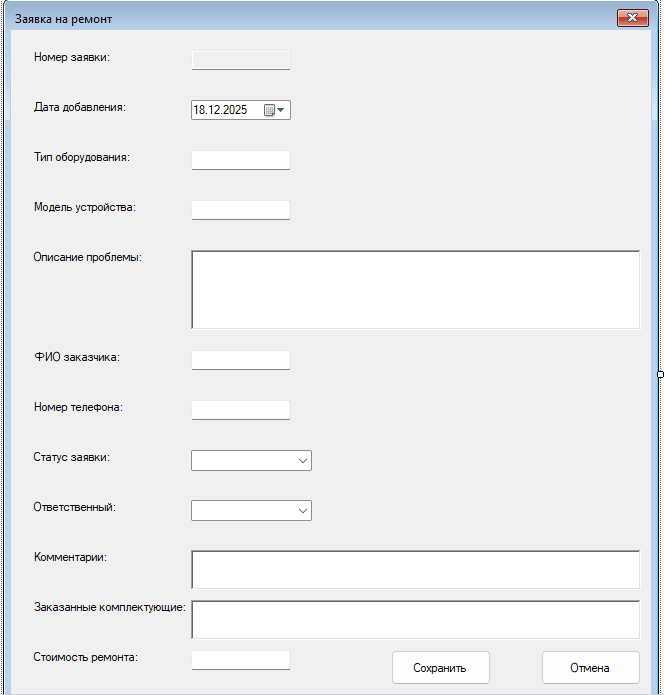 Заявка на ремонт
Номер заявки:
Дата добавления:
18.12.2025
Тип оборудования:
Модель устройства:
Описание проблемы:
ФИО заказчика:
Номер телефона:
Статус заявки:
Ответственный:
Комментарии:
Заказанные комплектующие:
Стоимость ремонта:
Сохранить
Отмена